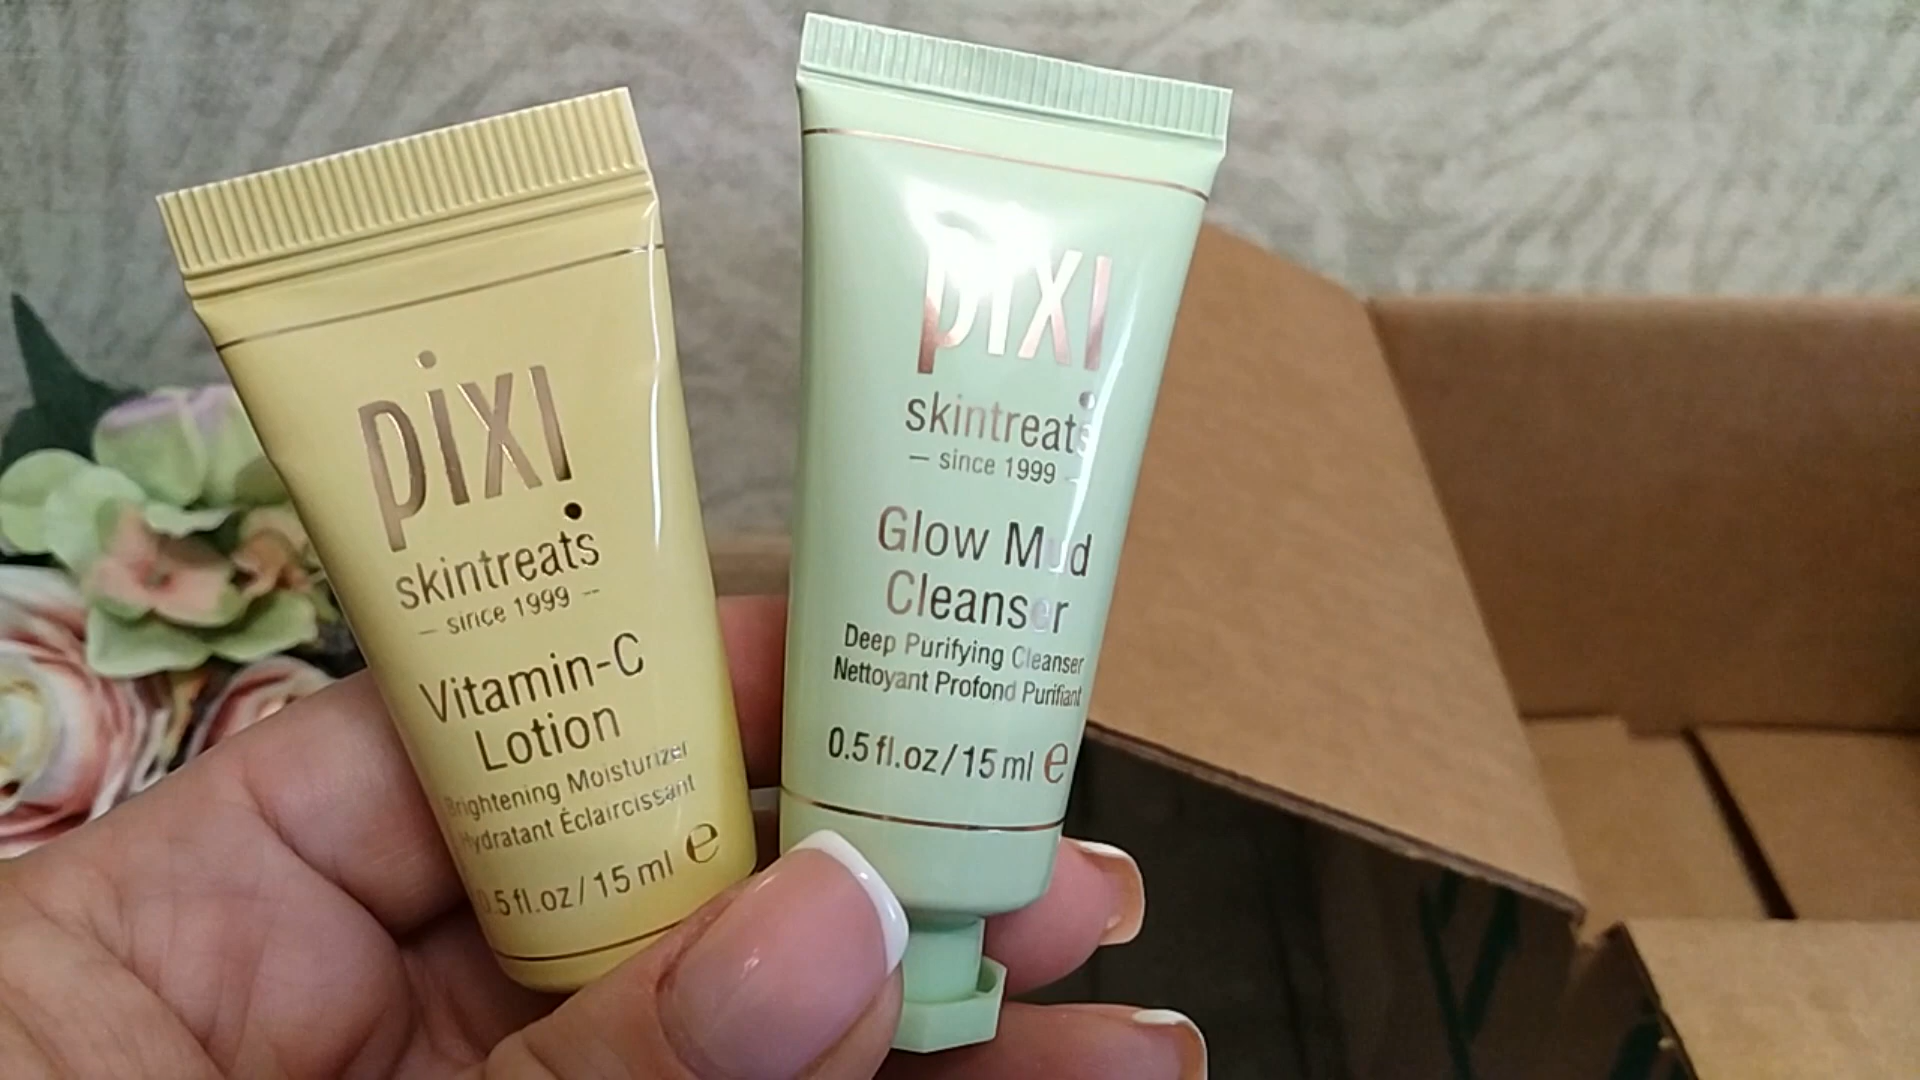 pixi
skintreats
– since 1999 –
Vitamin-C
Lotion
Brightening Moisturizer
Hydratant Éclaircissant
0.5 fl.oz/15 ml e
pixi
skintreats
– since 1999 –
Glow Mud
Cleanser
Deep Purifying Cleanser
Nettoyant Profond Purifiant
0.5 fl.oz/15 ml e